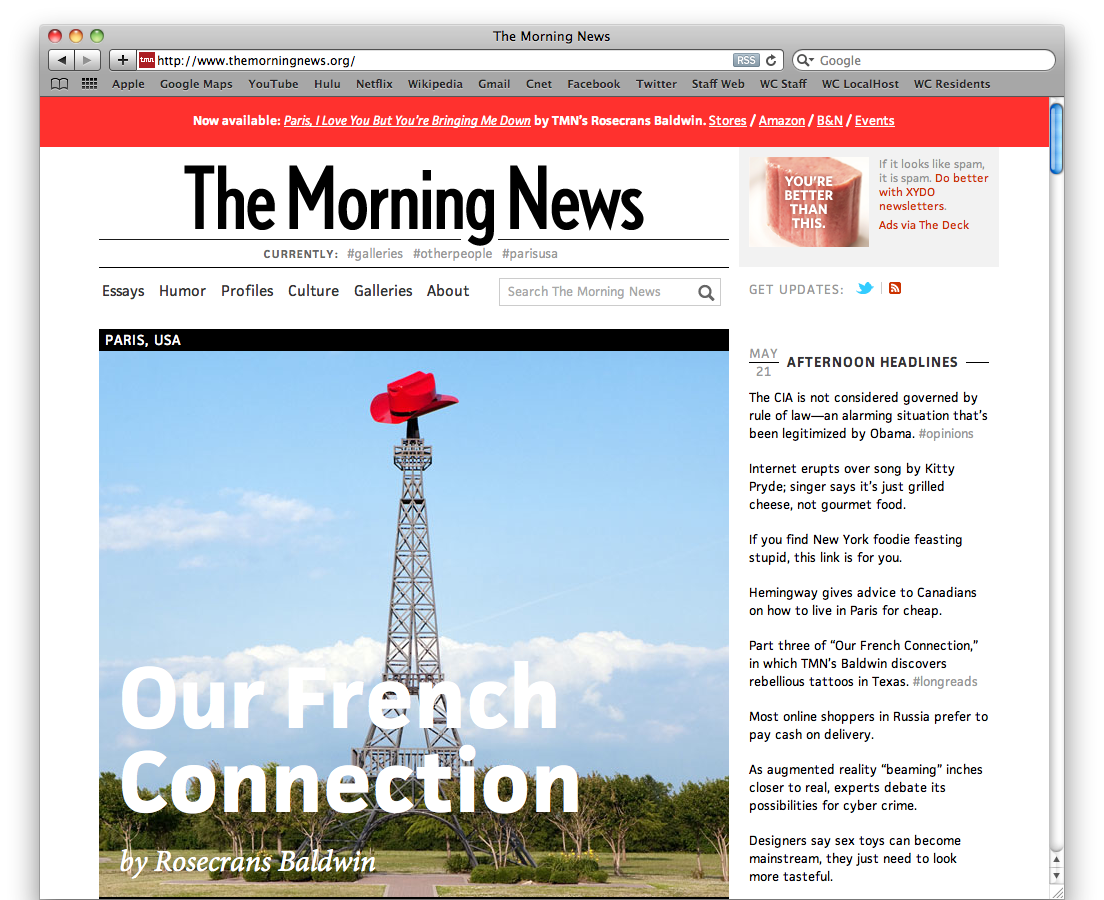 The Morning News
http://www.themorningnews.org/
RSS
Google
Apple Google Maps YouTube Hulu Netflix Wikipedia Gmail Cnet Facebook Twitter Staff Web WC Staff WC LocalHost WC Residents
Now available: Paris, I Love You But You're Bringing Me Down by TMN's Rosecrans Baldwin. Stores / Amazon / B&N / Events
The Morning News
CURRENTLY: #galleries #otherpeople #parisusa
Essays Humor Profiles Culture Galleries About
Search The Morning News
YOU'RE
BETTER
THAN
THIS.
If it looks like spam,
it is spam. Do better
with XYDO
newsletters.
Ads via The Deck
GET UPDATES:
PARIS, USA
Our French
Connection
by Rosecrans Baldwin
MAY
21
AFTERNOON HEADLINES
The CIA is not considered governed by
rule of law—an alarming situation that's
been legitimized by Obama. #opinions
Internet erupts over song by Kitty
Pryde; singer says it's just grilled
cheese, not gourmet food.
If you find New York foodie feasting
stupid, this link is for you.
Hemingway gives advice to Canadians
on how to live in Paris for cheap.
Part three of “Our French Connection,”
in which TMN's Baldwin discovers
rebellious tattoos in Texas. #longreads
Most online shoppers in Russia prefer to
pay cash on delivery.
As augmented reality “beaming” inches
closer to real, experts debate its
possibilities for cyber crime.
Designers say sex toys can become
mainstream, they just need to look
more tasteful.